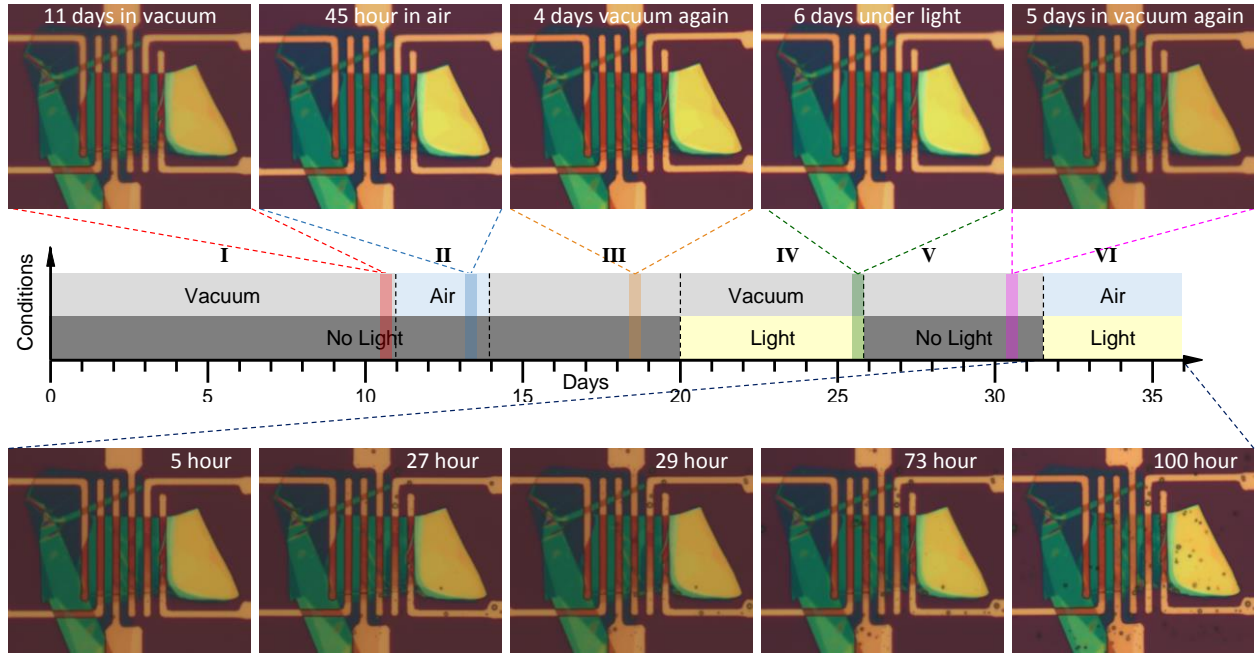 11 days in vacuum
45 hour in air
4 days vacuum again
6 days under light
5 days in vacuum again
I
II
III
IV
V
VI
Conditions
Vacuum
Air
Vacuum
Air
No Light
Light
No Light
Light
0
5
10
15
20
25
30
35
Days
5 hour
27 hour
29 hour
73 hour
100 hour